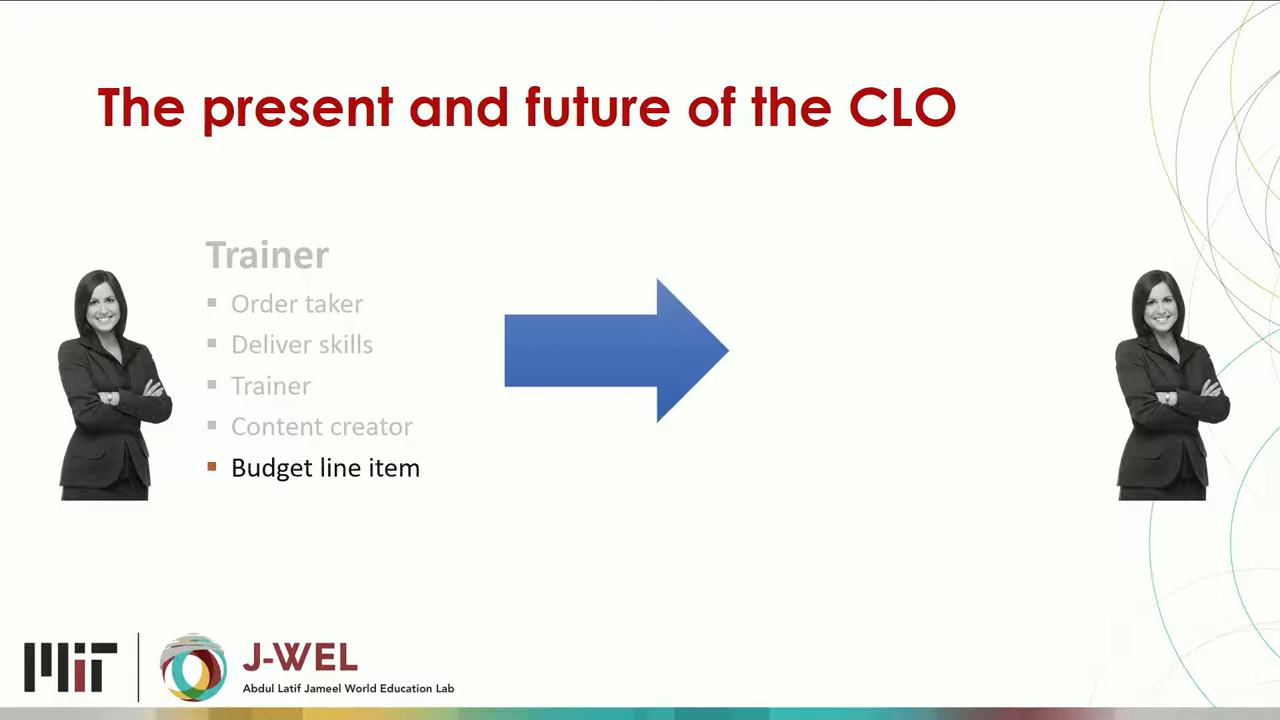 The present and future of the CLO
Trainer
Order taker
Deliver skills
Trainer
Content creator
Budget line item
MIT
J-WEL
Abdul Latif Jameel World Education Lab